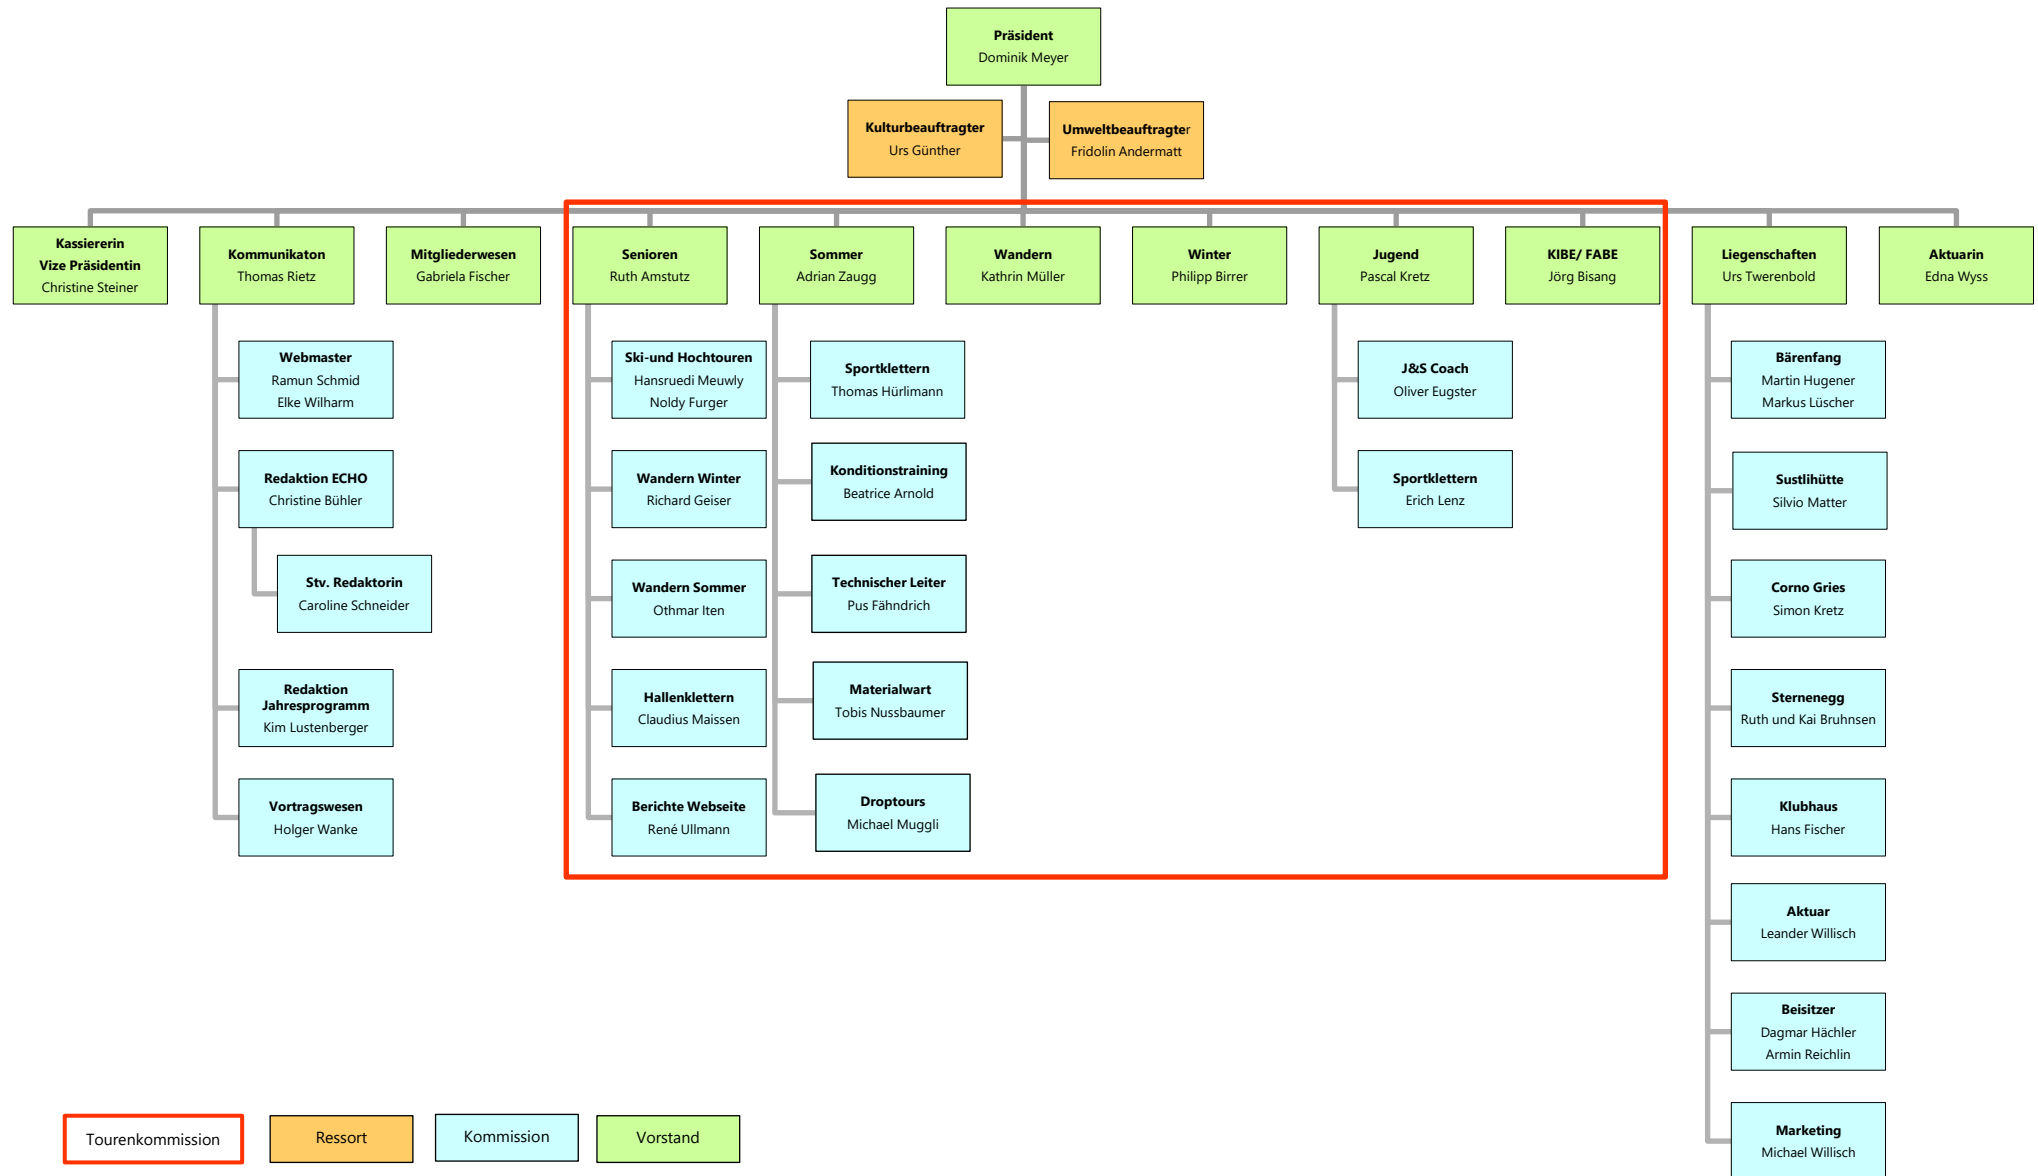 Präsident
Dominik Meyer
Kulturbeauftragter
Urs Günther
Umweltbeauftragter
Fridolin Andermatt
Kassiererin
Vize Präsidentin
Christine Steiner
Kommunikaton
Thomas Rietz
Mitgliederwesen
Gabriela Fischer
Senioren
Ruth Amstutz
Sommer
Adrian Zaugg
Wandern
Kathrin Müller
Winter
Philipp Birrer
Jugend
Pascal Kretz
KIBE/ FABE
Jörg Bisang
Liegenschaften
Urs Twerenbold
Aktuarin
Edna Wyss
Webmaster
Ramun Schmid
Elke Wilharm
Redaktion ECHO
Christine Bühler
Stv. Redaktorin
Caroline Schneider
Redaktion
Jahresprogramm
Kim Lustenberger
Vortragswesen
Holger Wanke
Ski-und Hochtouren
Hansruedi Meuwly
Noldy Furger
Wandern Winter
Richard Geiser
Wandern Sommer
Othmar Iten
Hallenklettern
Claudius Maissen
Berichte Webseite
René Ullmann
Sportklettern
Thomas Hürlimann
Konditionstraining
Beatrice Arnold
Technischer Leiter
Pus Fähndrich
Materialwart
Tobis Nussbaumer
Droptours
Michael Muggli
J&S Coach
Oliver Eugster
Sportklettern
Erich Lenz
Bärenfang
Martin Hugener
Markus Lüscher
Sustlihütte
Silvio Matter
Corno Gries
Simon Kretz
Sternenegg
Ruth und Kai Bruhnsen
Klubhaus
Hans Fischer
Aktuar
Leander Willisch
Beisitzer
Dagmar Hächler
Armin Reichlin
Marketing
Michael Willisch
Tourenkommission
Ressort
Kommission
Vorstand